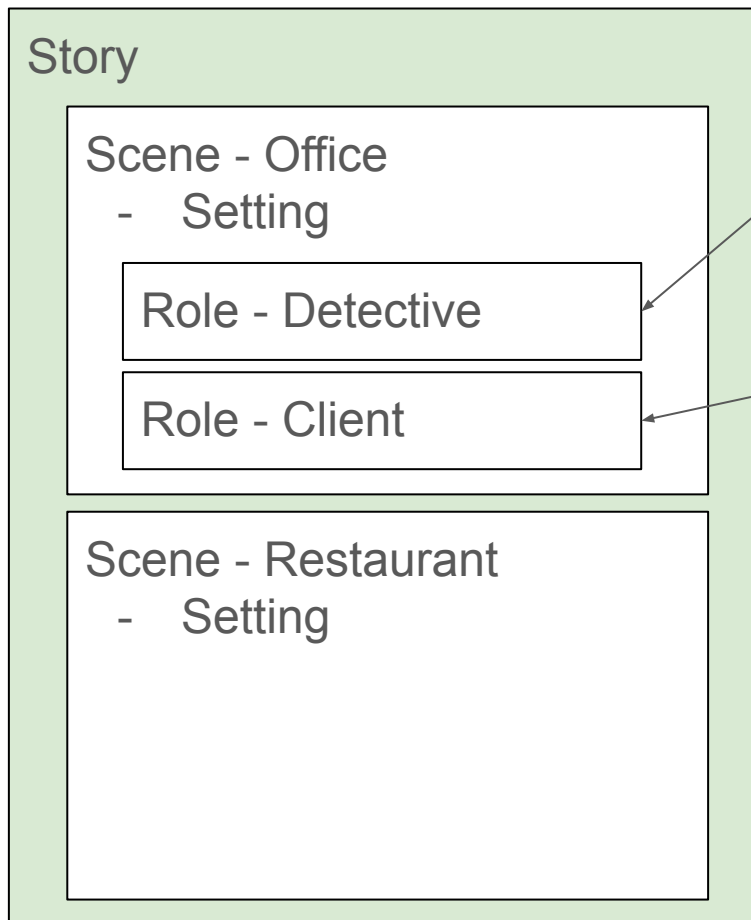 Story
Scene - Office
- Setting
Role - Detective
Role - Client
Scene - Restaurant
- Setting